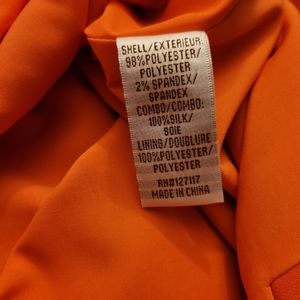 SHELL/EXTERIEUR:
98%POLYESTER/
POLYESTER
2% SPANDEX/
SPANDEX
COMBO/COMBO:
100%SILK/
SOIE
LINING/DOUBLURE
100%POLYESTER/
POLYESTER
RN#127117
MADE IN CHINA